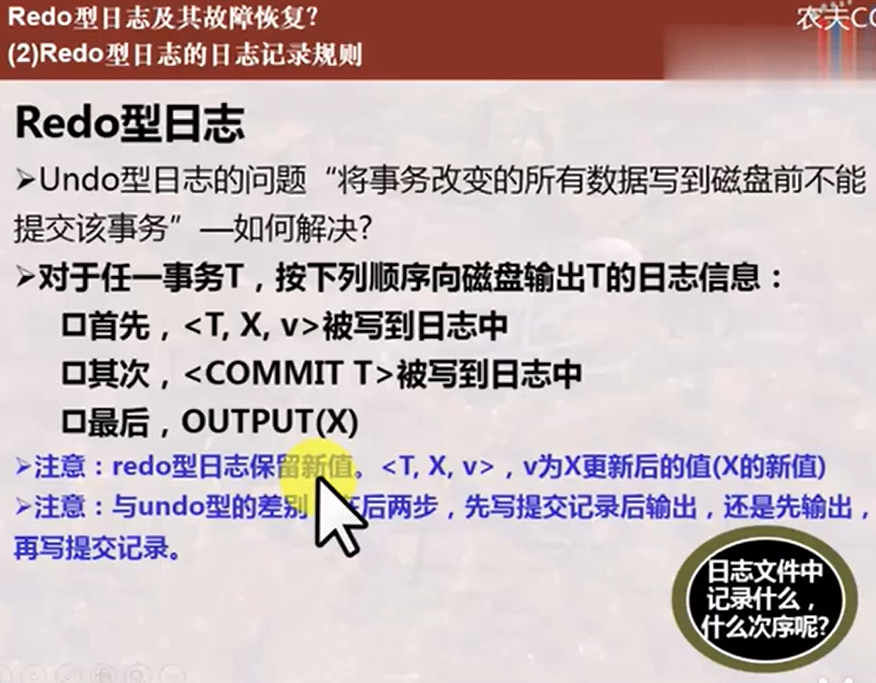 Redo型日志及其故障恢复?
(2)Redo型日志的日志记录规则
农夫CO
Redo型日志
➢Undo型日志的问题“将事务改变的所有数据写到磁盘前不能
提交该事务”—如何解决?
➢对于任一事务T，按下列顺序向磁盘输出T的日志信息：
首先，<T, X, v>被写到日志中
其次，<COMMIT T>被写到日志中
最后，OUTPUT(X)
➢注意：redo型日志保留新值。<T, X, v>，v为X更新后的值(X的新值)
➢注意：与undo型的差别 在后两步，先写提交记录后输出，还是先输出，
再写提交记录。
日志文件中
记录什么，
什么次序呢?